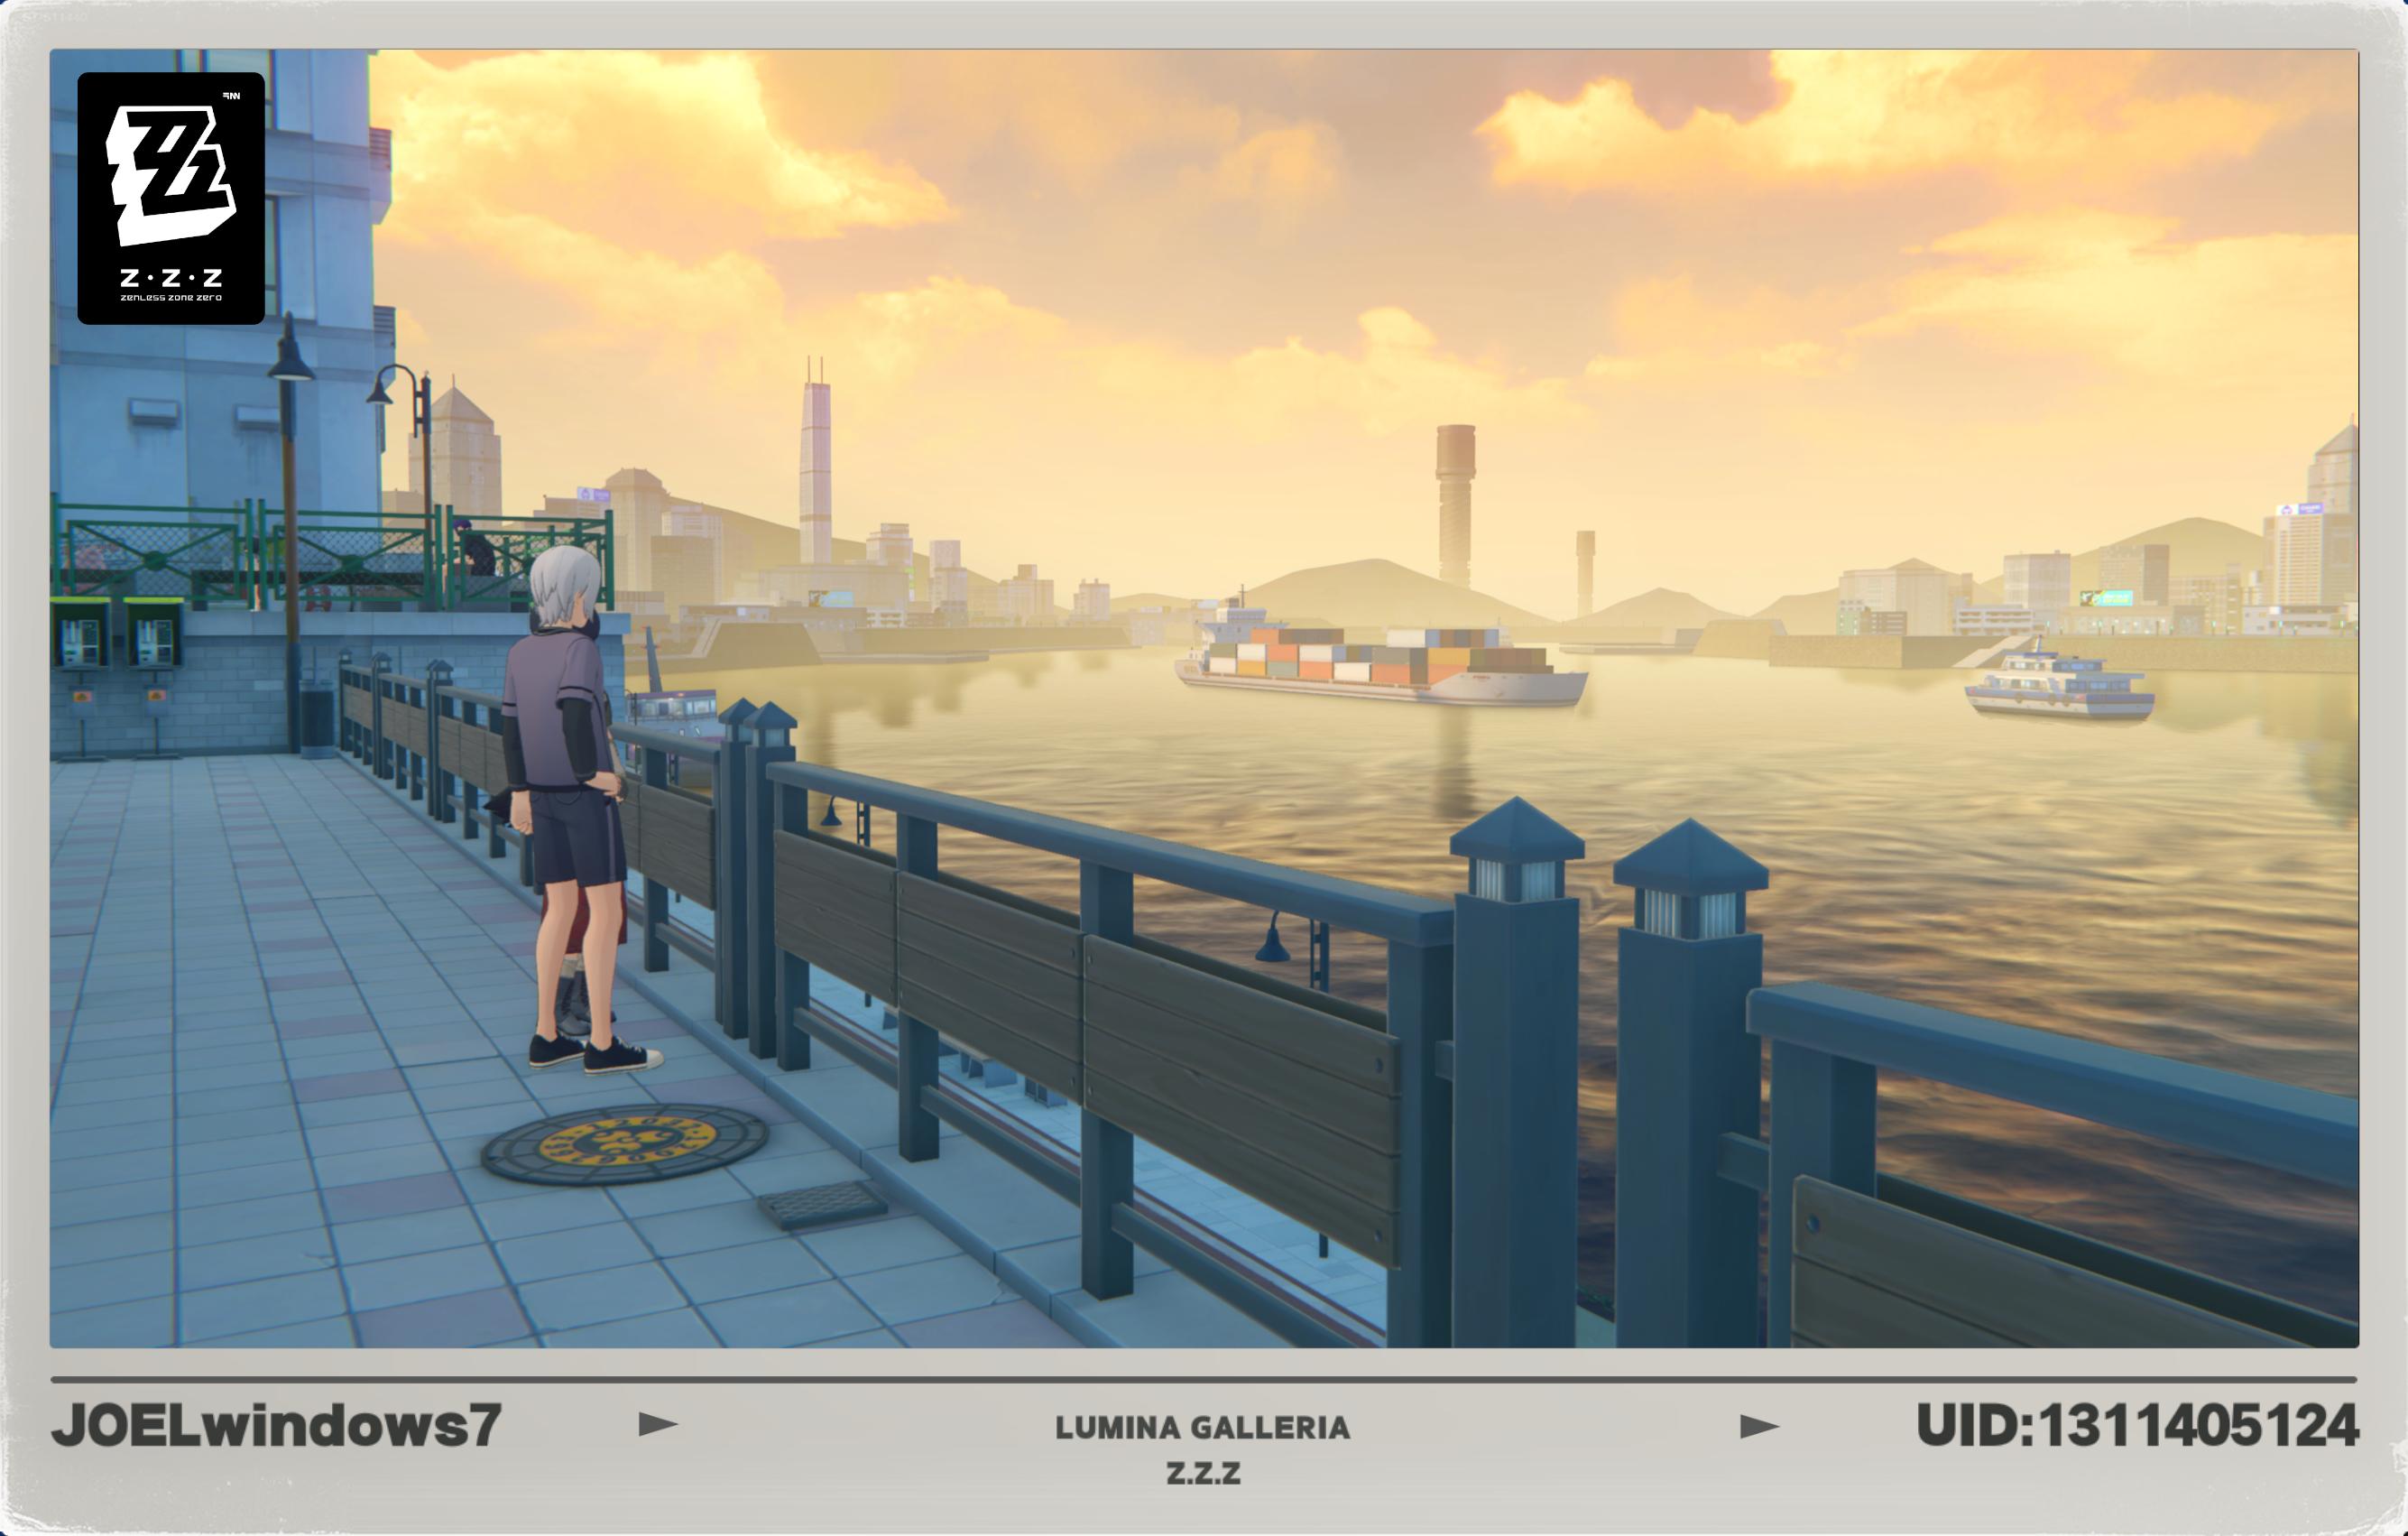 Z·Z·Z
ZENLESS ZONE ZERO
JOELwindows7
LUMINA GALLERIA
Z.Z.Z
UID:1311405124